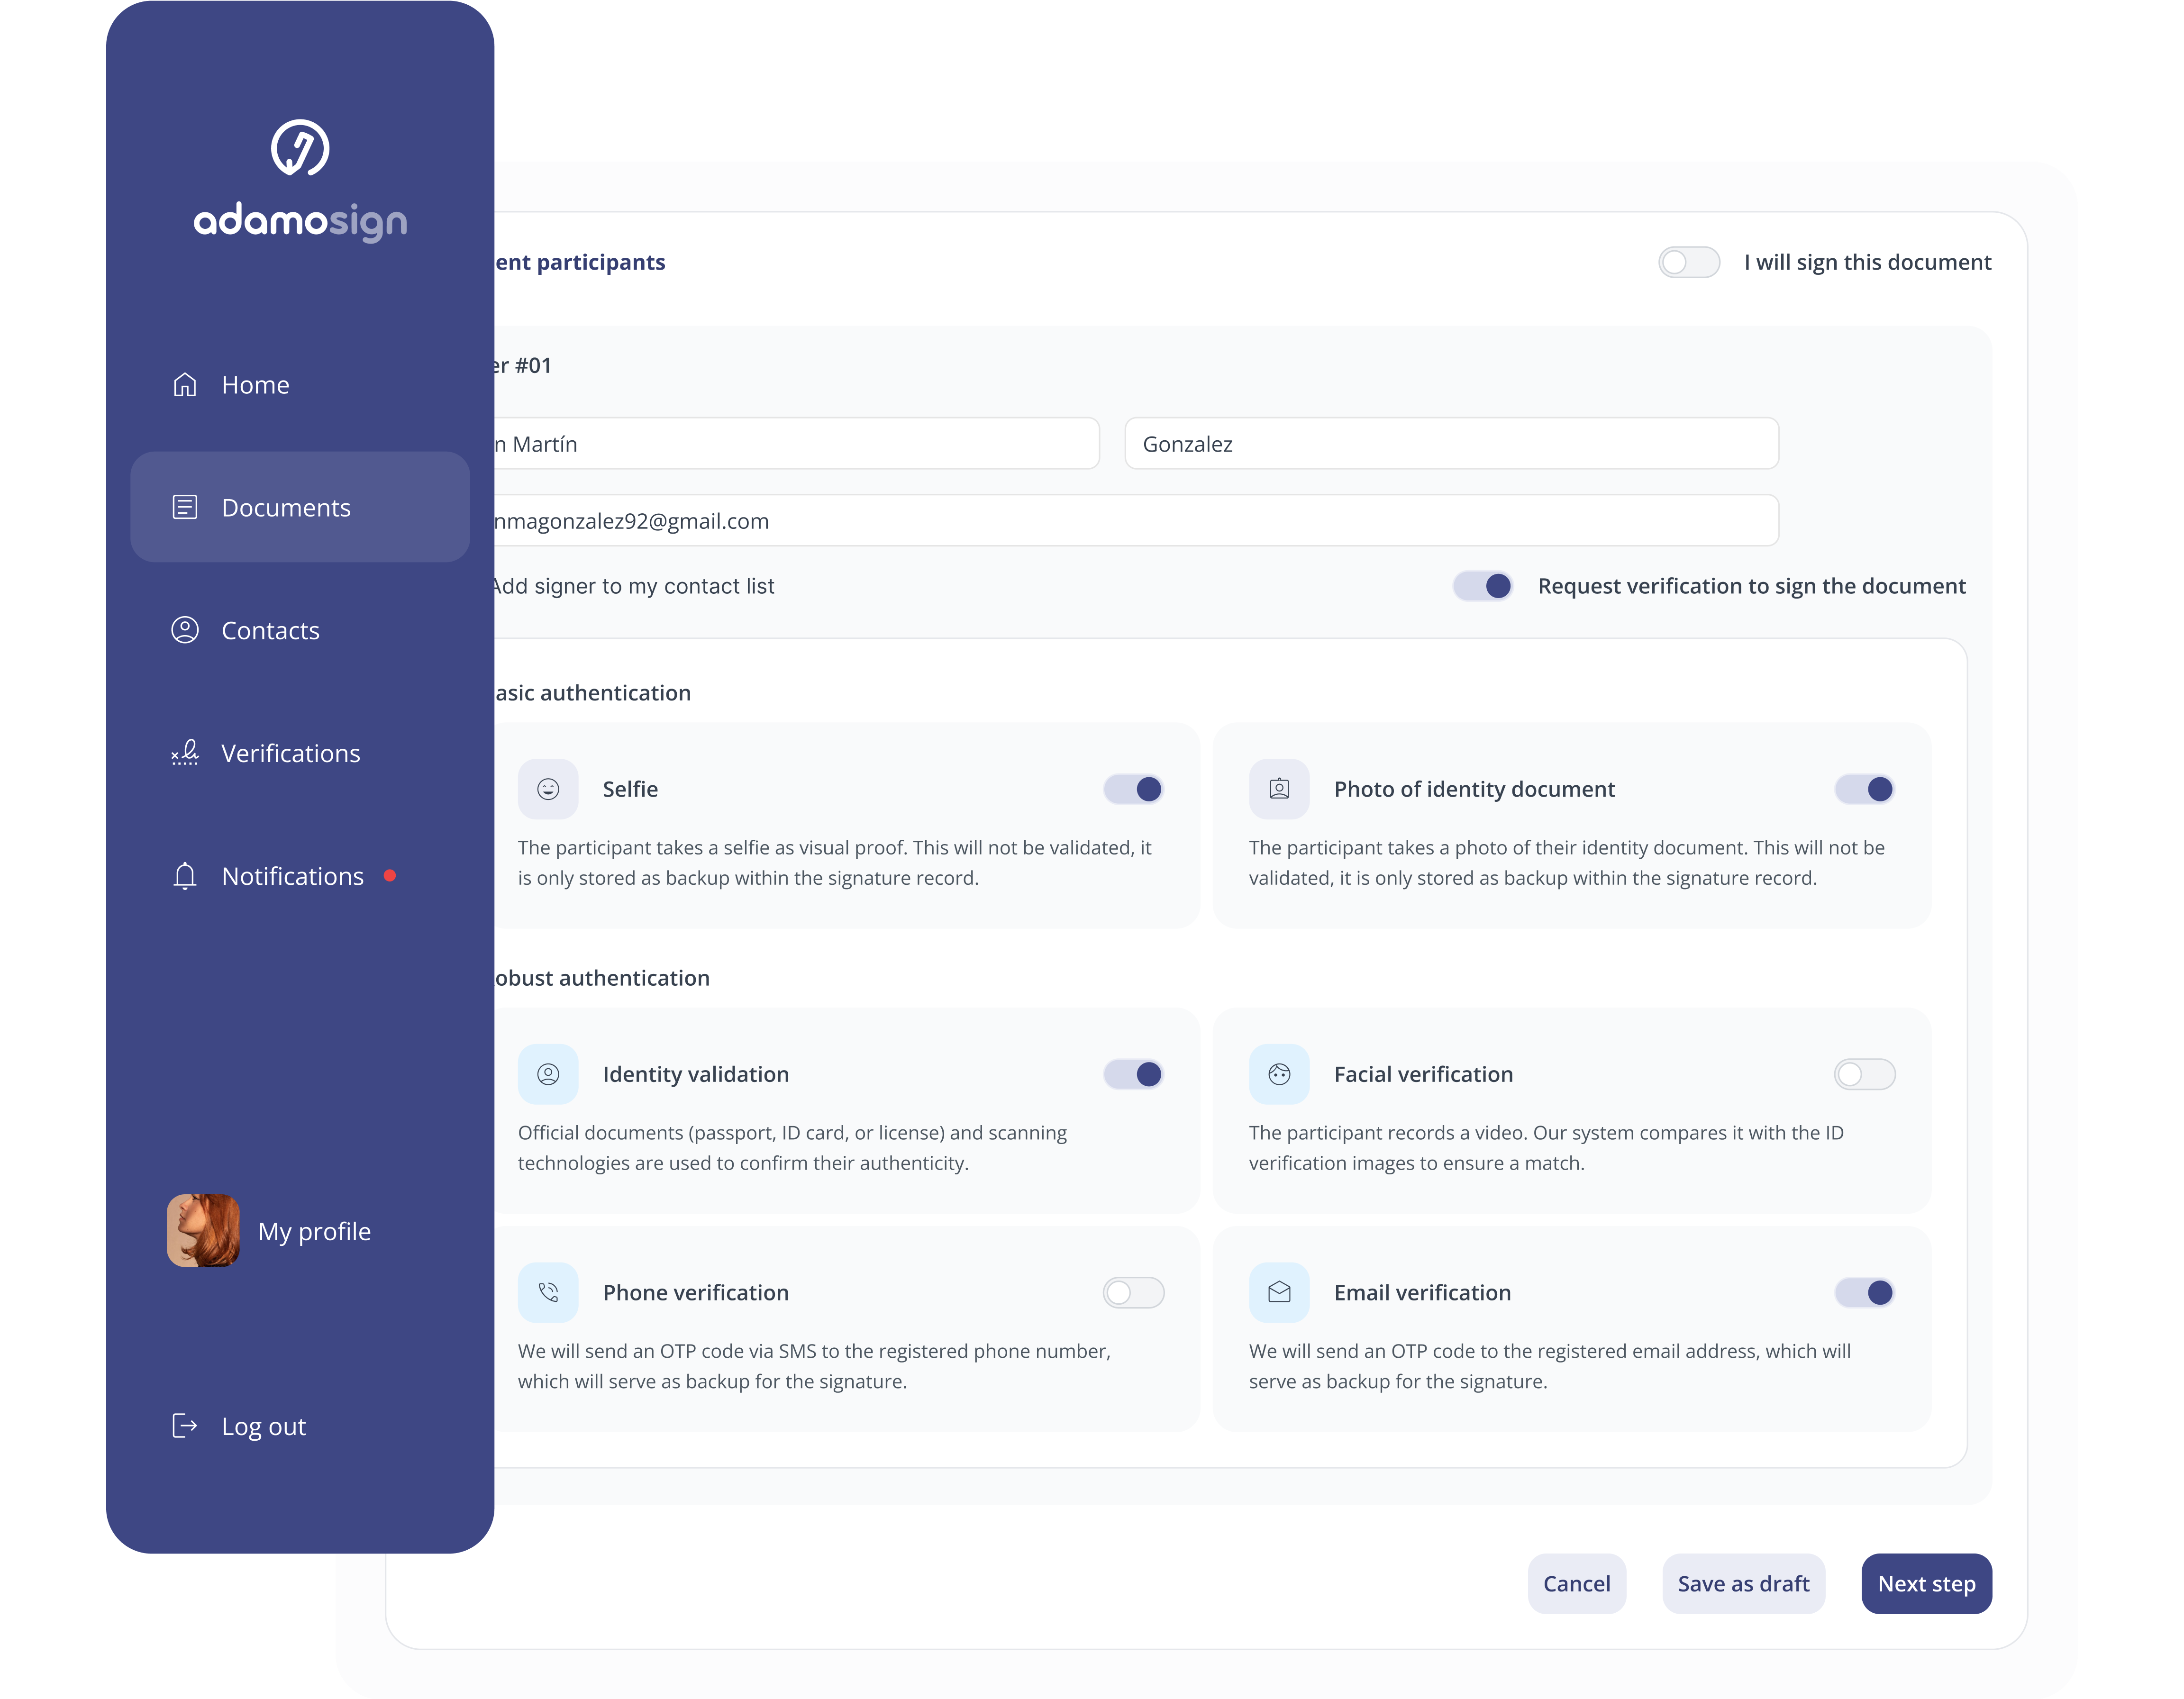 adamosign
Home
Documents
Contacts
Verifications
Notifications
My profile
Log out
ent participants
I will sign this document
er #01
n Martín
Gonzalez
nmagonzalez92@gmail.com
Add signer to my contact list
Request verification to sign the document
asic authentication
Selfie
The participant takes a selfie as visual proof. This will not be validated, it
is only stored as backup within the signature record.
Photo of identity document
The participant takes a photo of their identity document. This will not be
validated, it is only stored as backup within the signature record.
obust authentication
Identity validation
Official documents (passport, ID card, or license) and scanning
technologies are used to confirm their authenticity.
Facial verification
The participant records a video. Our system compares it with the ID
verification images to ensure a match.
Phone verification
We will send an OTP code via SMS to the registered phone number,
which will serve as backup for the signature.
Email verification
We will send an OTP code to the registered email address, which will
serve as backup for the signature.
Cancel
Save as draft
Next step